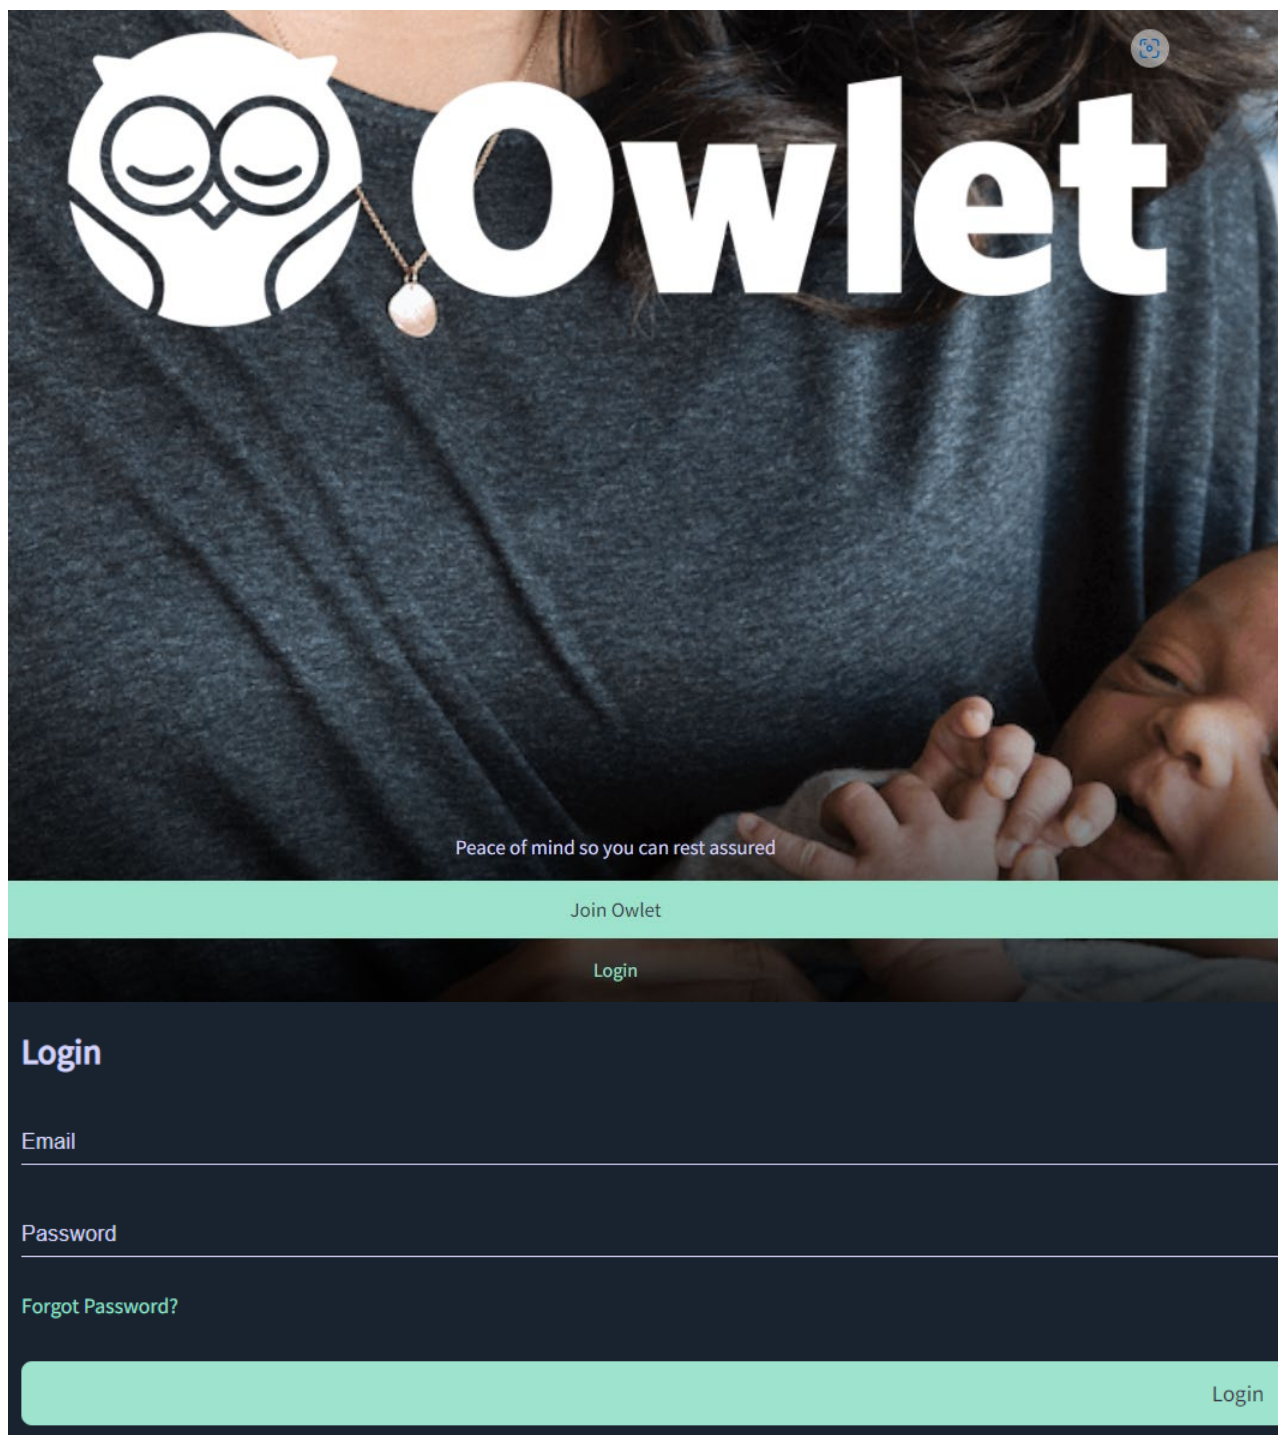 Owlet
Peace of mind so you can rest assured
Join Owlet
Login
Login
Email
Password
Forgot Password?
Login